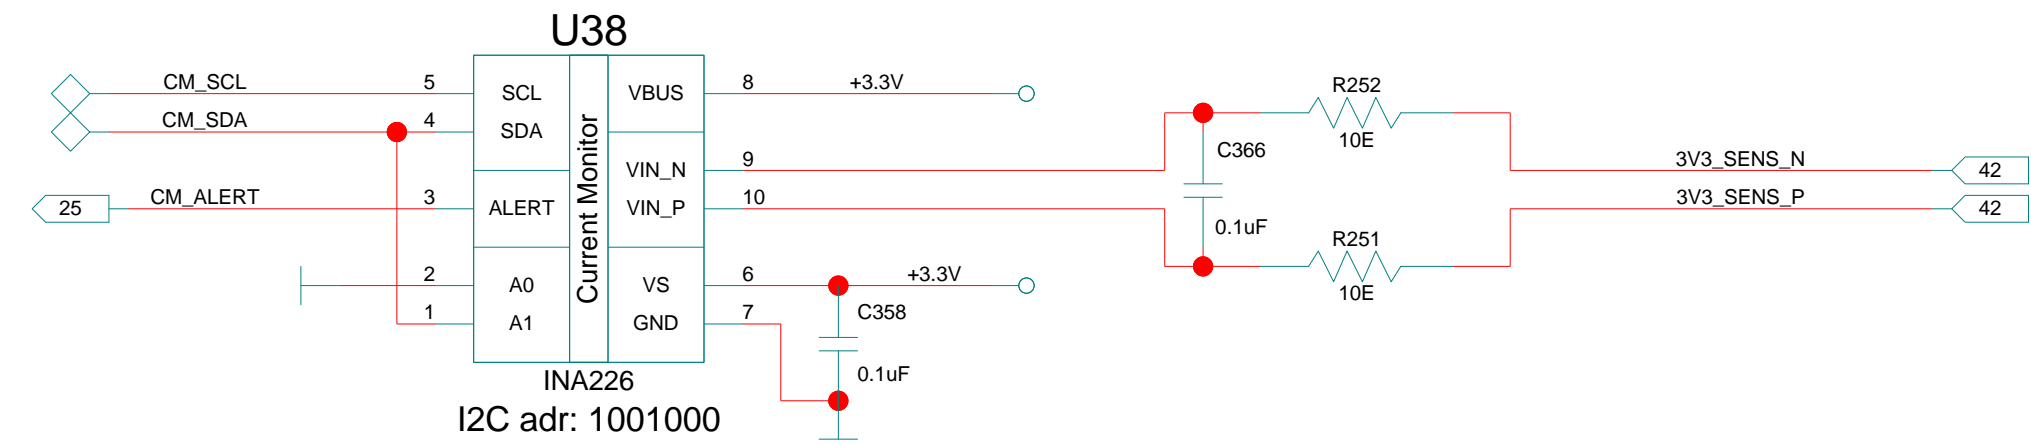 U38
CM_SCL 5 SCL VBUS 8 +3.3V
CM_SDA 4 SDA
R252
10E
C366
0.1uF
VIN_N 9 3V3_SENS_N 42
25 CM_ALERT 3 ALERT VIN_P 10 3V3_SENS_P 42
Current Monitor
R251
10E
2 A0 VS 6 +3.3V
1 A1 GND 7
C358
0.1uF
INA226
I2C adr: 1001000